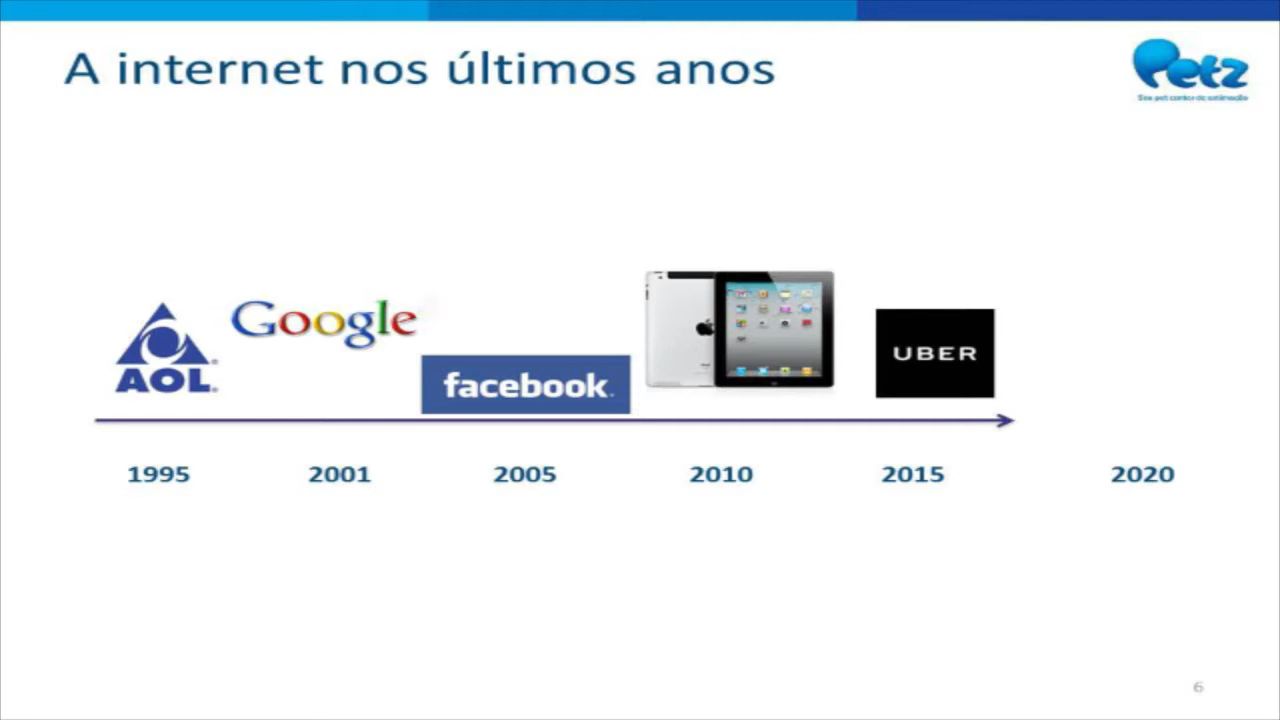 A internet nos últimos anos
Petz
AOL
Google
facebook
UBER
1995
2001
2005
2010
2015
2020
6